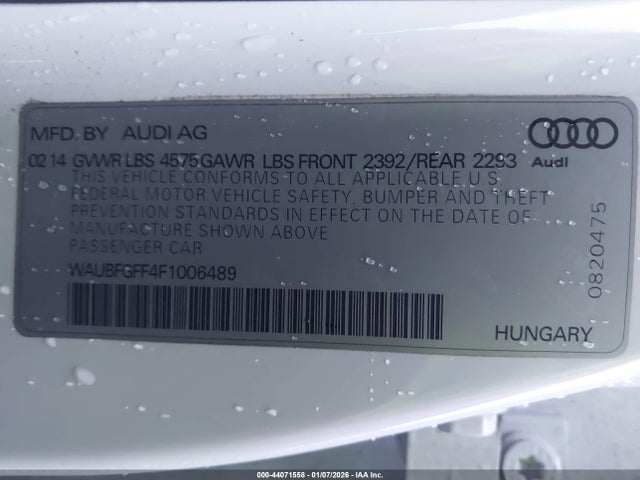 MFD. BY AUDI AG
02 14 GVWR LBS 4575 GAWR LBS FRONT 2392/REAR 2293
Audi
THIS VEHICLE CONFORMS TO ALL APPLICABLE U S
FEDERAL MOTOR VEHICLE SAFETY, BUMPER AND THEFT
PREVENTION STANDARDS IN EFFECT ON THE DATE OF
MANUFACTURE SHOWN ABOVE
PASSENGER CAR
WAUBFGFF4F1006489
0820475
HUNGARY
000-44071558 - 01/07/2026 - IAA Inc.